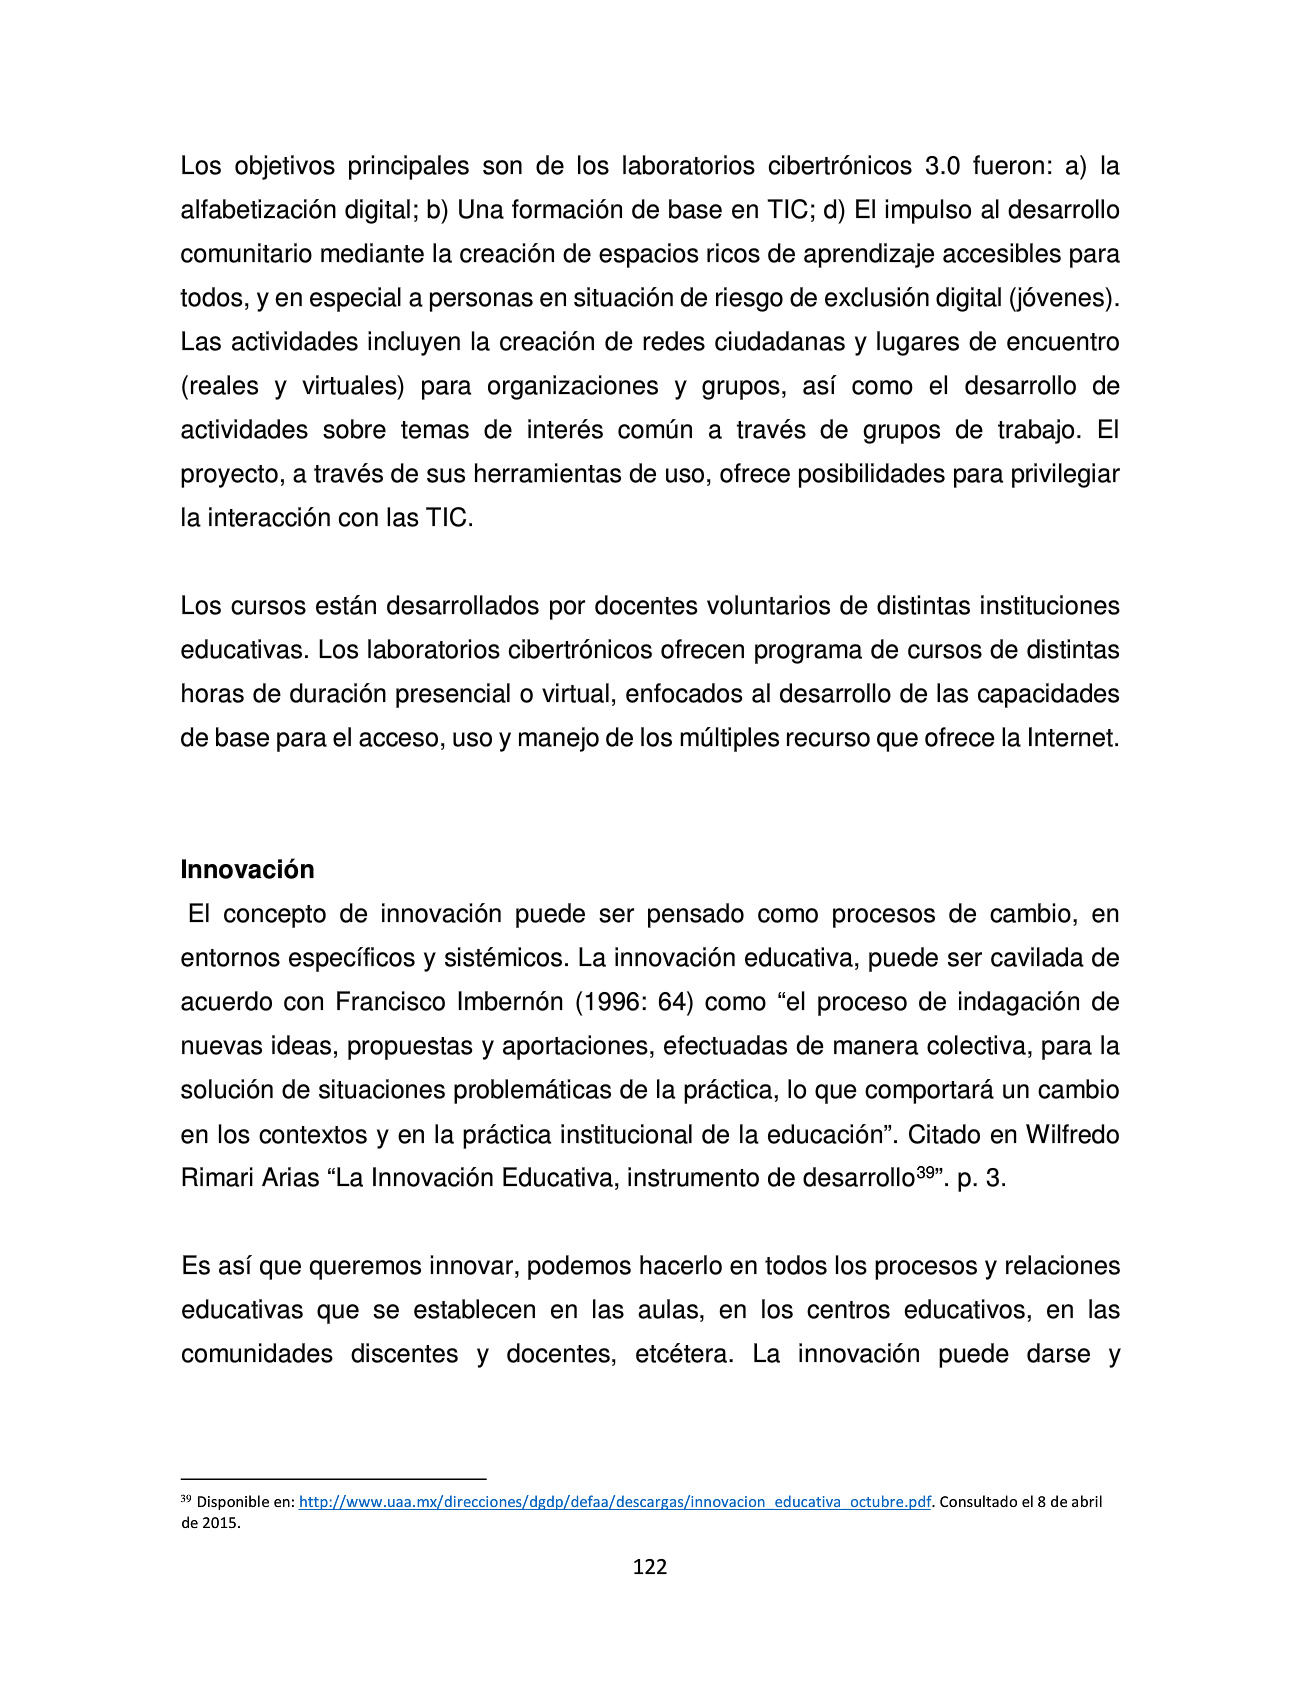 Los objetivos principales son de los laboratorios cibertrónicos 3.0 fueron: a) la
alfabetización digital; b) Una formación de base en TIC; d) El impulso al desarrollo
comunitario mediante la creación de espacios ricos de aprendizaje accesibles para
todos, y en especial a personas en situación de riesgo de exclusión digital (jóvenes).
Las actividades incluyen la creación de redes ciudadanas y lugares de encuentro
(reales y virtuales) para organizaciones y grupos, así como el desarrollo de
actividades sobre temas de interés común a través de grupos de trabajo. El
proyecto, a través de sus herramientas de uso, ofrece posibilidades para privilegiar
la interacción con las TIC.
Los cursos están desarrollados por docentes voluntarios de distintas instituciones
educativas. Los laboratorios cibertrónicos ofrecen programa de cursos de distintas
horas de duración presencial o virtual, enfocados al desarrollo de las capacidades
de base para el acceso, uso y manejo de los múltiples recurso que ofrece la Internet.
Innovación
El concepto de innovación puede ser pensado como procesos de cambio, en
entornos específicos y sistémicos. La innovación educativa, puede ser cavilada de
acuerdo con Francisco Imbernón (1996: 64) como “el proceso de indagación de
nuevas ideas, propuestas y aportaciones, efectuadas de manera colectiva, para la
solución de situaciones problemáticas de la práctica, lo que comportará un cambio
en los contextos y en la práctica institucional de la educación”. Citado en Wilfredo
Rimari Arias “La Innovación Educativa, instrumento de desarrollo³⁹”. p. 3.
Es así que queremos innovar, podemos hacerlo en todos los procesos y relaciones
educativas que se establecen en las aulas, en los centros educativos, en las
comunidades discentes y docentes, etcétera. La innovación puede darse y
³⁹ Disponible en: http://www.uaa.mx/direcciones/dgdp/defaa/descargas/innovacion_educativa_octubre.pdf. Consultado el 8 de abril
de 2015.
122